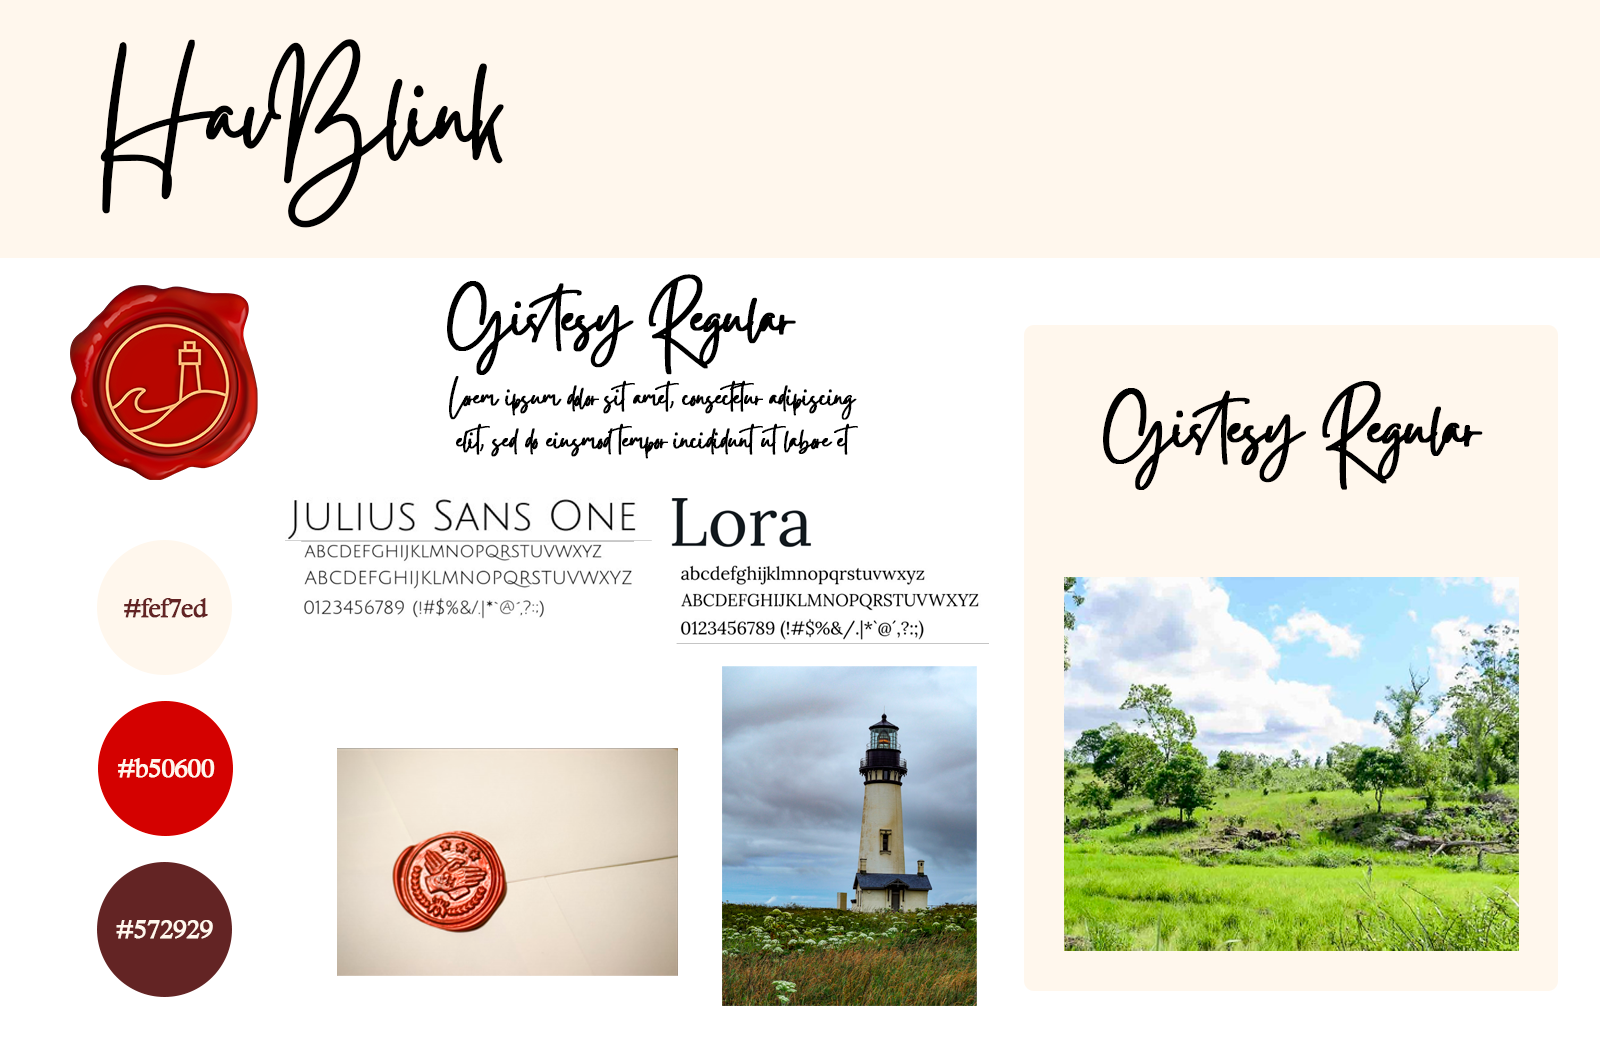 HavBlink
Gistesy Regular
Lorem ipsum dolor sit amet, consectetur adipiscing
elit, sed do eiusmod tempor incididunt ut labore et
JULIUS SANS ONE
ABCDEFGHIJKLMNOPQRSTUVWXYZ
ABCDEFGHIJKLMNOPQRSTUVWXYZ
0123456789 (!#$%&/.|*`@´,?:;)
Lora
abcdefghijklmnopqrstuvwxyz
ABCDEFGHIJKLMNOPQRSTUVWXYZ
0123456789 (!#$%&/.|*`@´,?:;)
Gistesy Regular
#fef7ed
#b50600
#572929